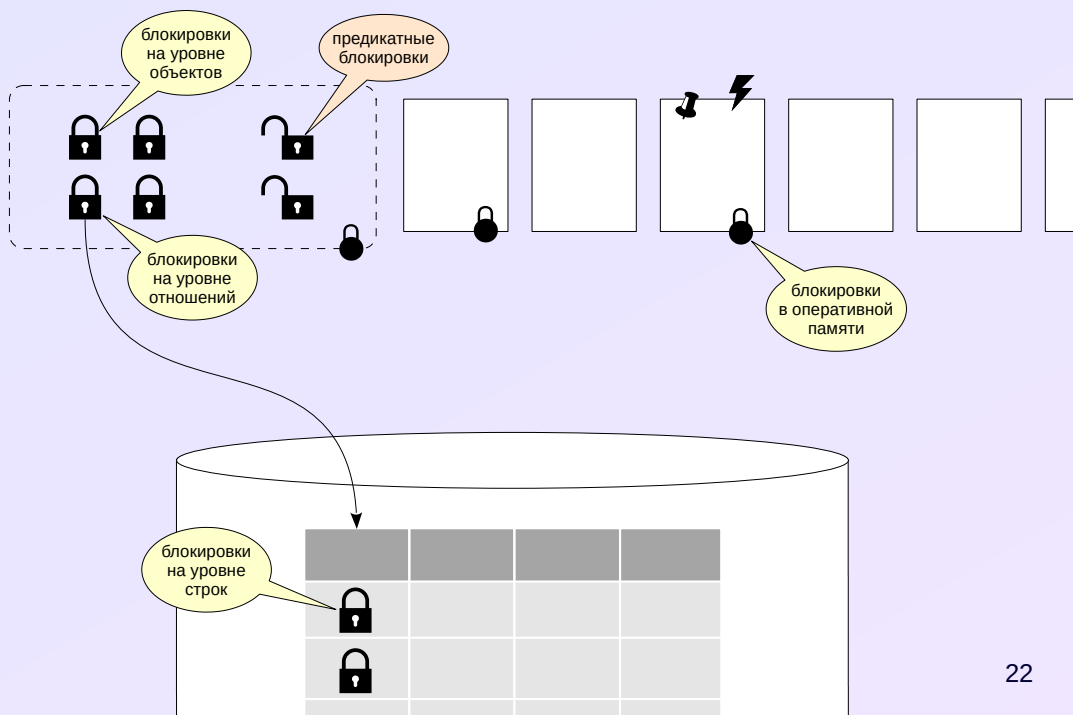 блокировки
на уровне
объектов
предикатные
блокировки
блокировки
на уровне
отношений
блокировки
в оперативной
памяти
блокировки
на уровне
строк
22